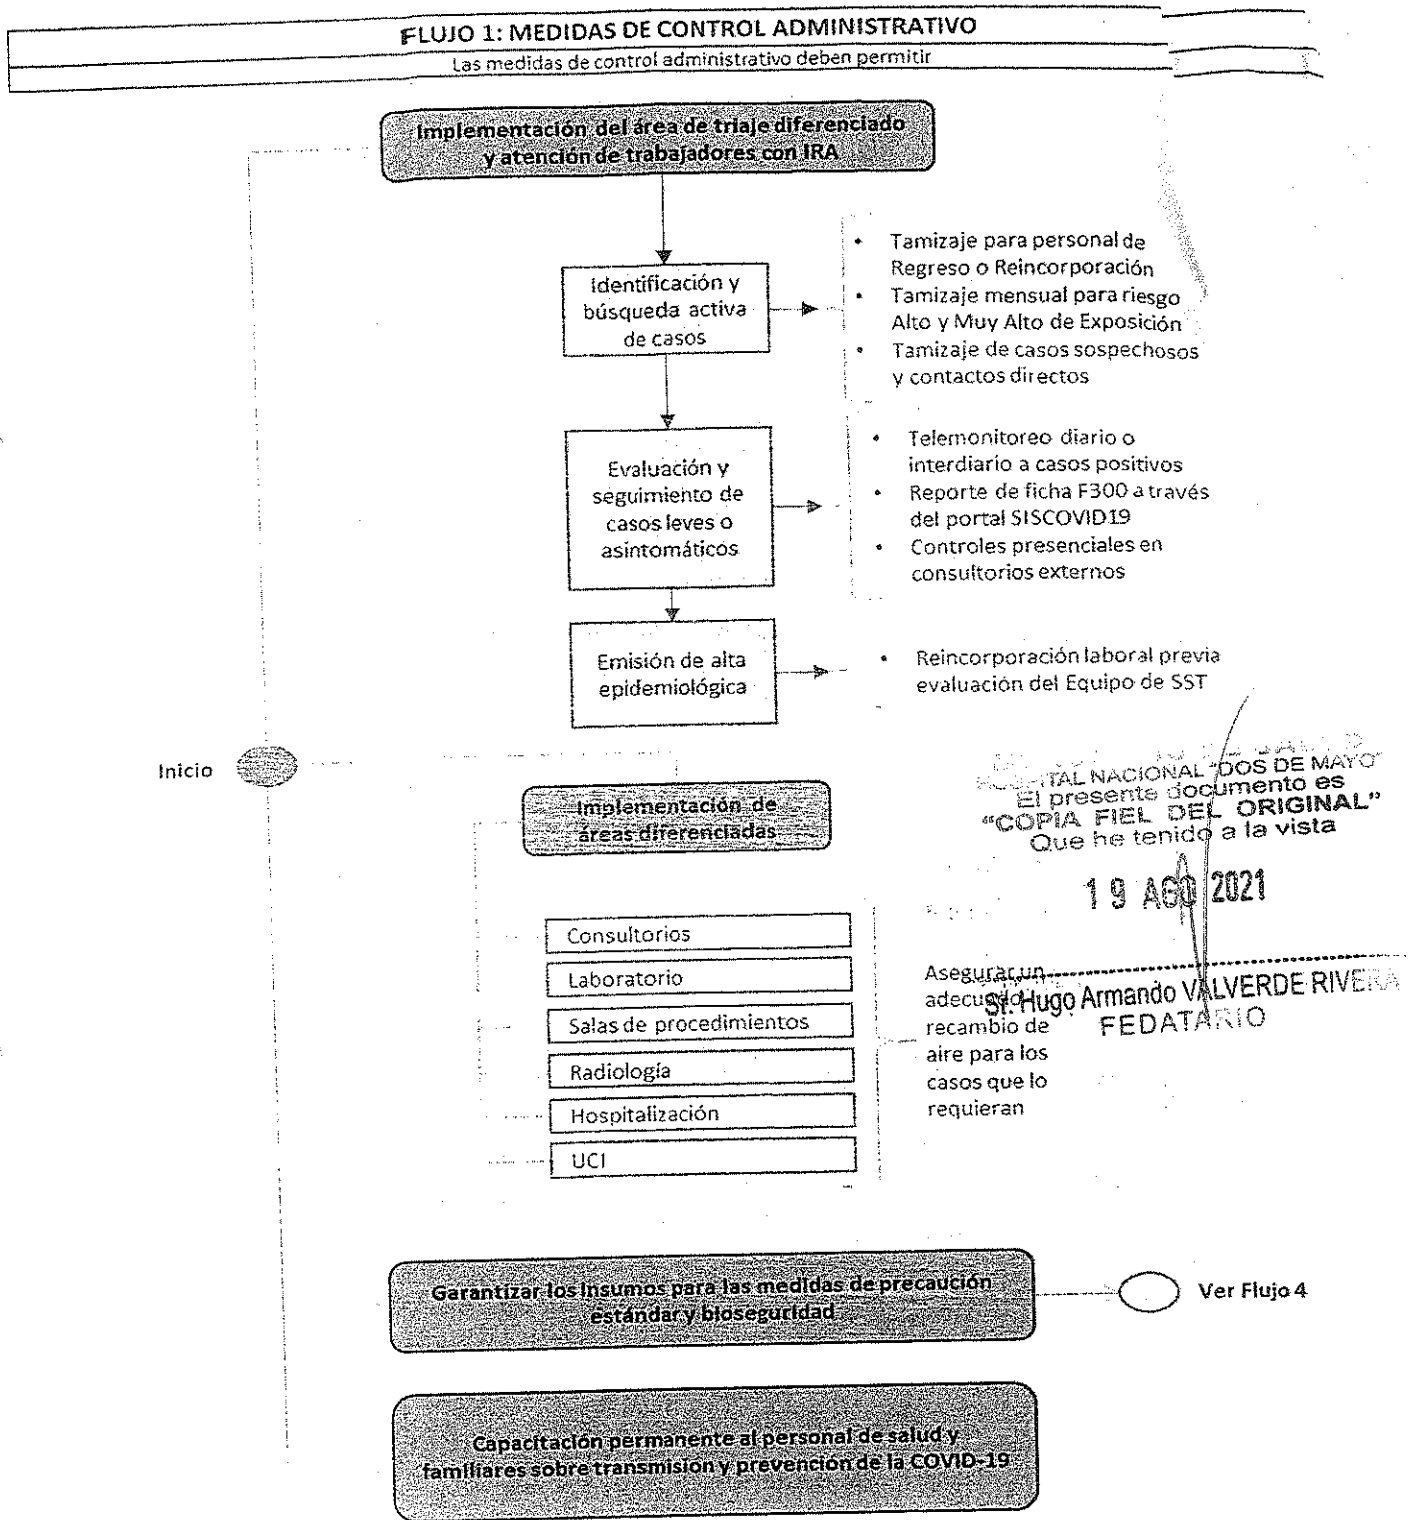 FLUJO 1: MEDIDAS DE CONTROL ADMINISTRATIVO
Las medidas de control administrativo deben permitir
Implementación del área de triaje diferenciado
y atención de trabajadores con IRA
Identificación y
búsqueda activa
de casos
• Tamizaje para personal de
Regreso o Reincorporación
• Tamizaje mensual para riesgo
Alto y Muy Alto de Exposición
• Tamizaje de casos sospechosos
y contactos directos
Evaluación y
seguimiento de
casos leves o
asintomáticos
• Telemonitoreo diario o
interdiario a casos positivos
• Reporte de ficha F300 a través
del portal SISCOVID19
• Controles presenciales en
consultorios externos
Emisión de alta
epidemiológica
• Reincorporación laboral previa
evaluación del Equipo de SST
Inicio
Implementación de
áreas diferenciadas
Consultorios
Laboratorio
Salas de procedimientos
Radiología
Hospitalización
UCI
Asegurar un
adecuado
recambio de
aire para los
casos que lo
requieran
NACIONAL "DOS DE MAYO"
El presente documento es
"COPIA FIEL DEL ORIGINAL"
Que he tenido a la vista
19 AGO 2021
Sr. Hugo Armando VALVERDE RIVERA
FEDATARIO
Garantizar los insumos para las medidas de precaución
estándar y bioseguridad
Ver Flujo 4
Capacitación permanente al personal de salud y
familiares sobre transmisión y prevención de la COVID-19